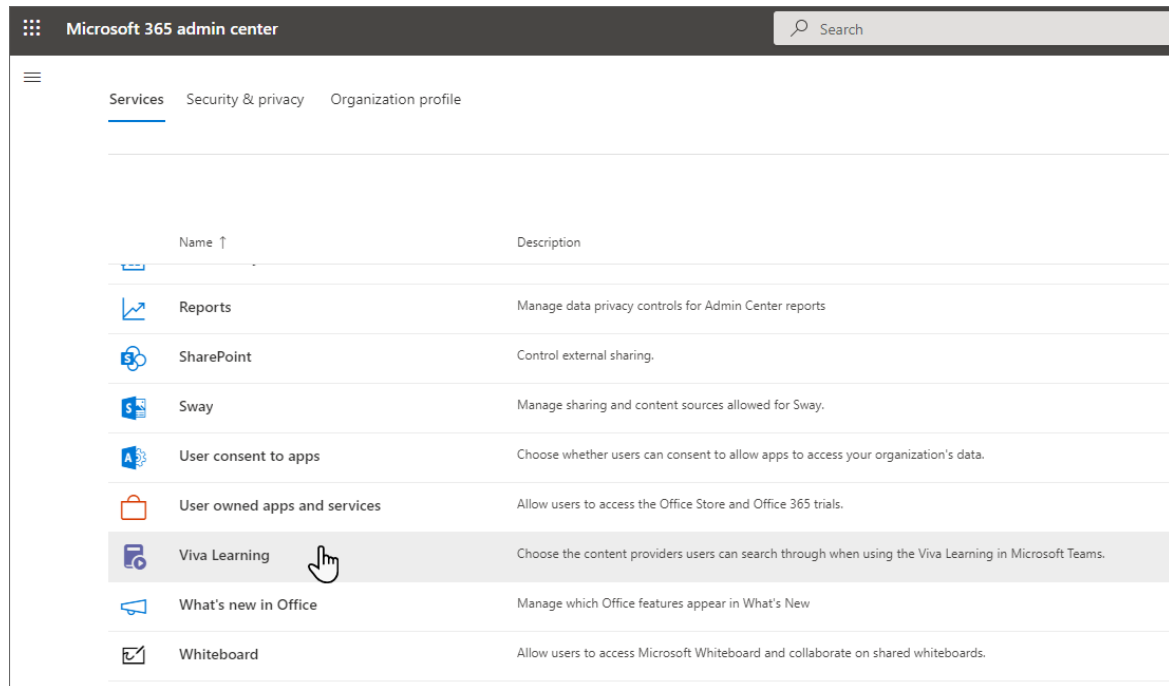 Microsoft 365 admin center Search
Services Security & privacy Organization profile
Name ↑ Description
Reports Manage data privacy controls for Admin Center reports
SharePoint Control external sharing.
Sway Manage sharing and content sources allowed for Sway.
User consent to apps Choose whether users can consent to allow apps to access your organization's data.
User owned apps and services Allow users to access the Office Store and Office 365 trials.
Viva Learning Choose the content providers users can search through when using the Viva Learning in Microsoft Teams.
What's new in Office Manage which Office features appear in What's New
Whiteboard Allow users to access Microsoft Whiteboard and collaborate on shared whiteboards.